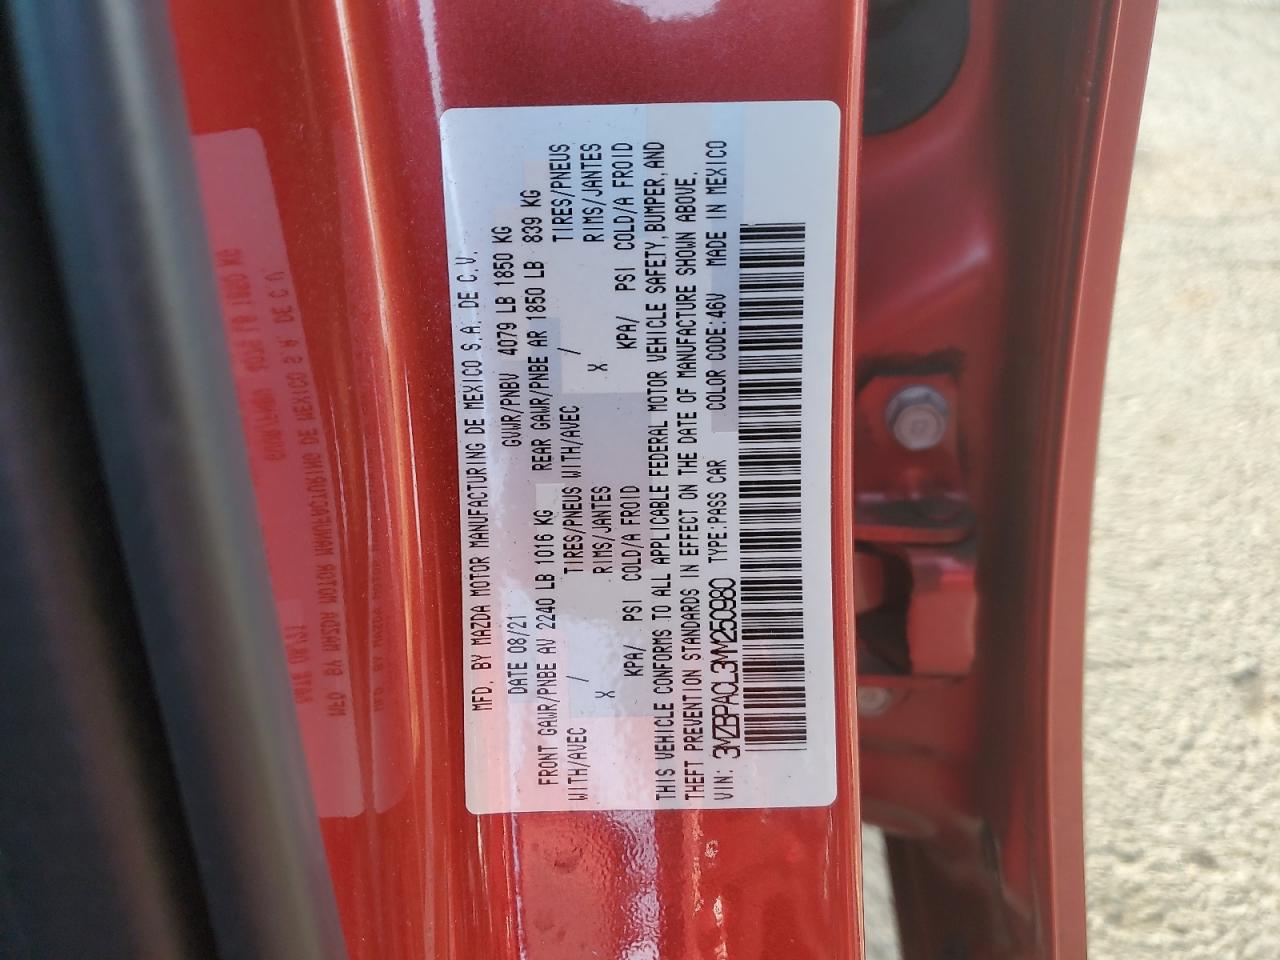 MFD. BY MAZDA MOTOR MANUFACTURING DE MEXICO S.A. DE C.V.
DATE 08/21 GVWR/PNBV 4079 LB 1850 KG
FRONT GAWR/PNBE AV 2240 LB 1016 KG REAR GAWR/PNBE AR 1850 LB 839 KG
WITH/AVEC / TIRES/PNEUS WITH/AVEC / TIRES/PNEUS
X RIMS/JANTES X RIMS/JANTES
KPA/ PSI COLD/A FROID KPA/ PSI COLD/A FROID
THIS VEHICLE CONFORMS TO ALL APPLICABLE FEDERAL MOTOR VEHICLE SAFETY, BUMPER, AND
THEFT PREVENTION STANDARDS IN EFFECT ON THE DATE OF MANUFACTURE SHOWN ABOVE.
VIN: 3MZBPACL3MM250980 TYPE:PASS CAR COLOR CODE:46V MADE IN MEXICO